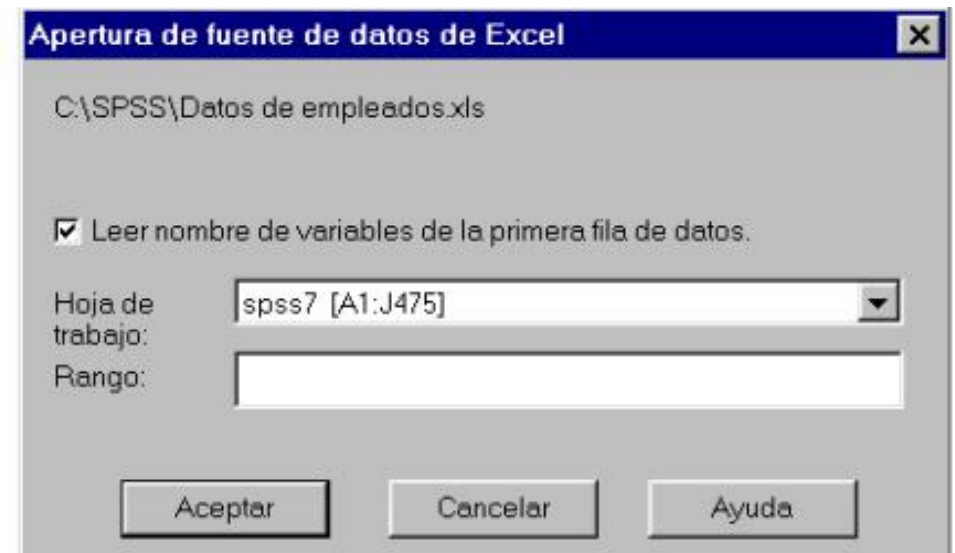 Apertura de fuente de datos de Excel
C:\SPSS\Datos de empleados.xls
Leer nombre de variables de la primera fila de datos.
Hoja de trabajo:
spss7 [A1:J475]
Rango:
Aceptar
Cancelar
Ayuda